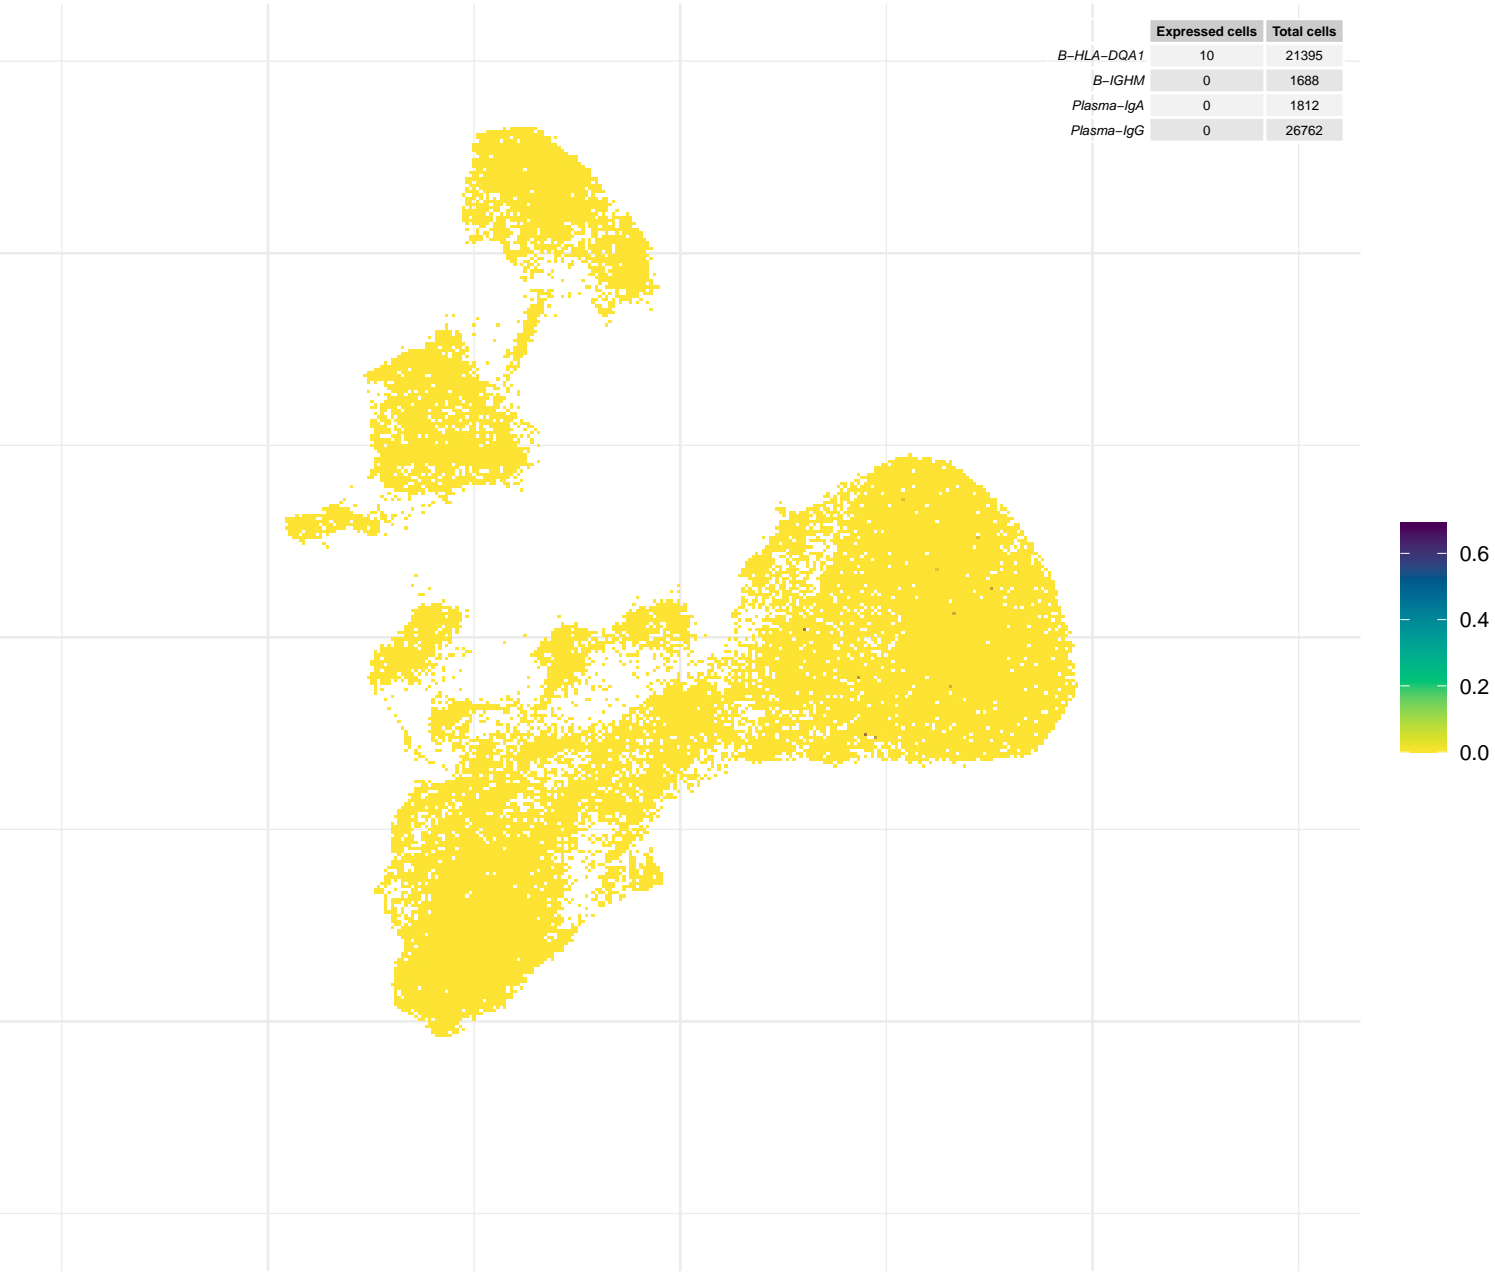 Expressed cells Total cells
B−HLA−DQA1 10 21395
B−IGHM 0 1688
Plasma−IgA 0 1812
Plasma−IgG 0 26762
0.6
0.4
0.2
0.0